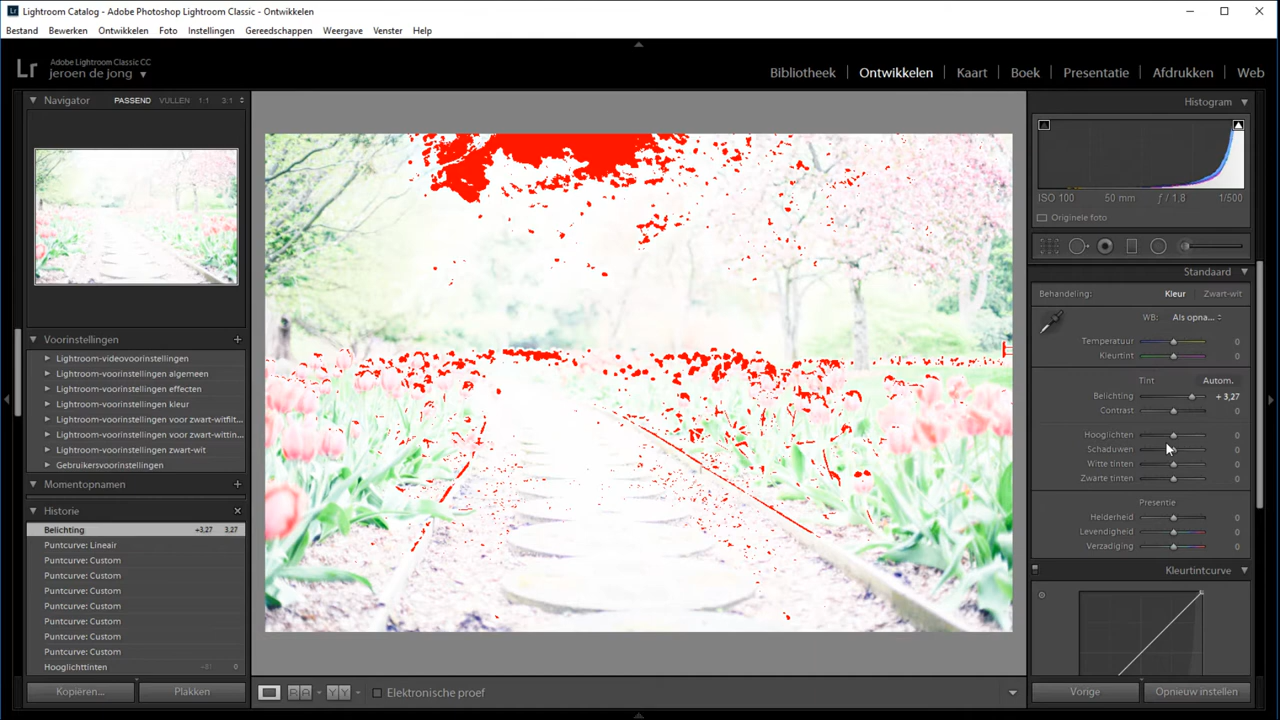 Lightroom Catalog - Adobe Photoshop Lightroom Classic - Ontwikkelen
Bestand Bewerken Ontwikkelen Foto Instellingen Gereedschappen Weergave Venster Help
Lr Adobe Lightroom Classic CC
jeroen de jong
Bibliotheek Ontwikkelen Kaart Boek Presentatie Afdrukken Web
Navigator PASSEND VULLEN 1:1 3:1
Voorinstellingen
Lightroom-videovoorinstellingen
Lightroom-voorinstellingen algemeen
Lightroom-voorinstellingen effecten
Lightroom-voorinstellingen kleur
Lightroom-voorinstellingen voor zwart-witfilt...
Lightroom-voorinstellingen voor zwart-wittin...
Lightroom-voorinstellingen zwart-wit
Gebruikersvoorinstellingen
Momentopnamen
Historie
Belichting +3,27 3,27
Puntcurve: Lineair
Puntcurve: Custom
Puntcurve: Custom
Puntcurve: Custom
Puntcurve: Custom
Puntcurve: Custom
Puntcurve: Custom
Puntcurve: Custom
Hooglichttinten -31 0
Kopiëren... Plakken
Elektronische proef
Histogram
ISO 100 50 mm ƒ / 1,8 1/500
Originele foto
Standaard
Behandeling: Kleur Zwart-wit
WB: Als opna...
Temperatuur 0
Kleurtint 0
Tint Autom.
Belichting + 3,27
Contrast 0
Hooglichten 0
Schaduwen 0
Witte tinten 0
Zwarte tinten 0
Presentie
Helderheid 0
Levendigheid 0
Verzadiging 0
Kleurtintcurve
Vorige Opnieuw instellen